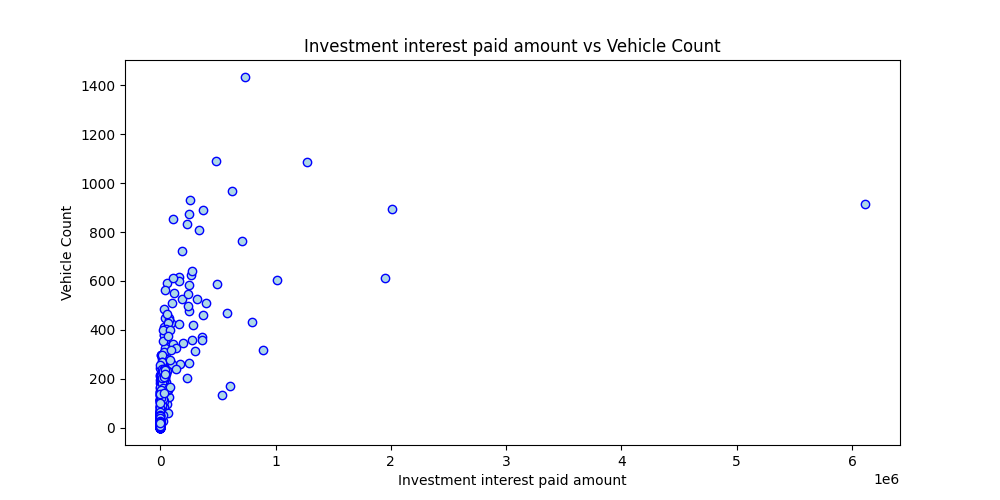 Investment interest paid amount vs Vehicle Count
1400
1200
1000
800
600
400
200
0
Vehicle Count
0 1 2 3 4 5 6
1e6
Investment interest paid amount